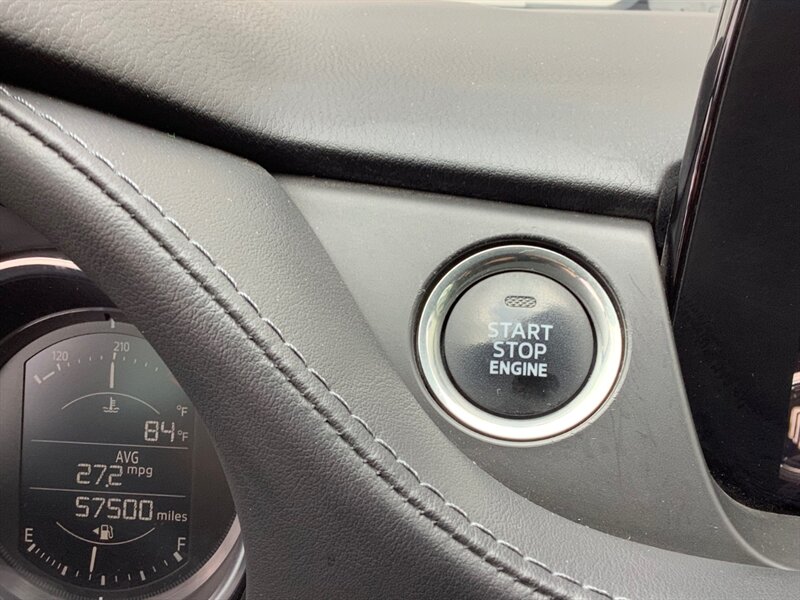 START
STOP
ENGINE
120 210
°F
84°F
AVG
27.2 mpg
57500 miles
E F